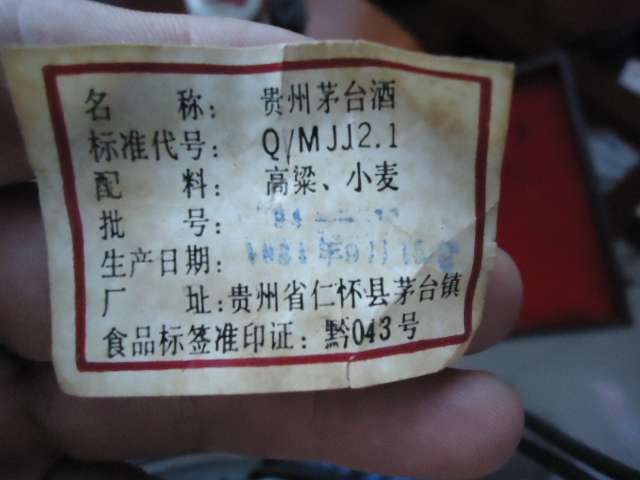 名 称：贵州茅台酒
标准代号：Q/MJJ2.1
配 料：高粱、小麦
批 号：
生产日期：
厂 址：贵州省仁怀县茅台镇
食品标签准印证：黔043号